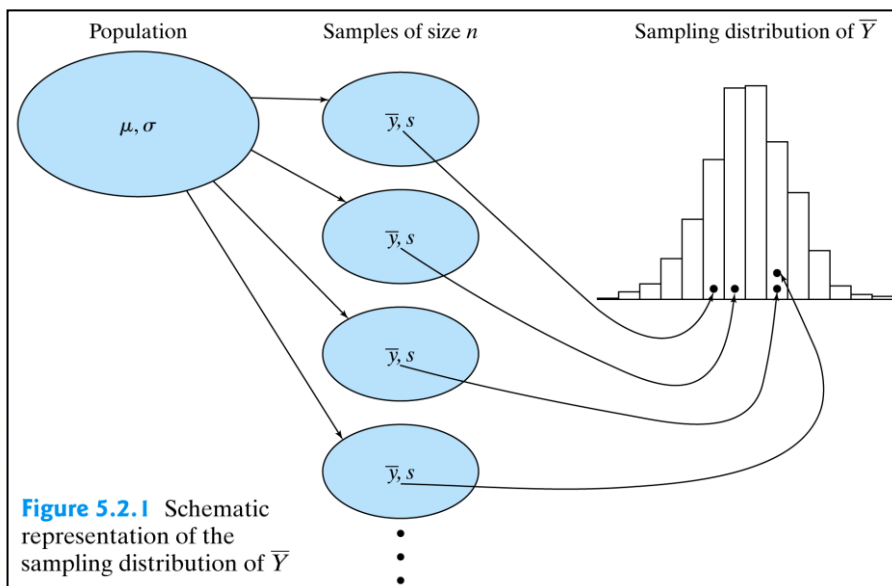 Population
Samples of size n
Sampling distribution of Y̅
μ, σ
y̅, s
y̅, s
y̅, s
y̅, s
Figure 5.2.1 Schematic
representation of the
sampling distribution of Y̅